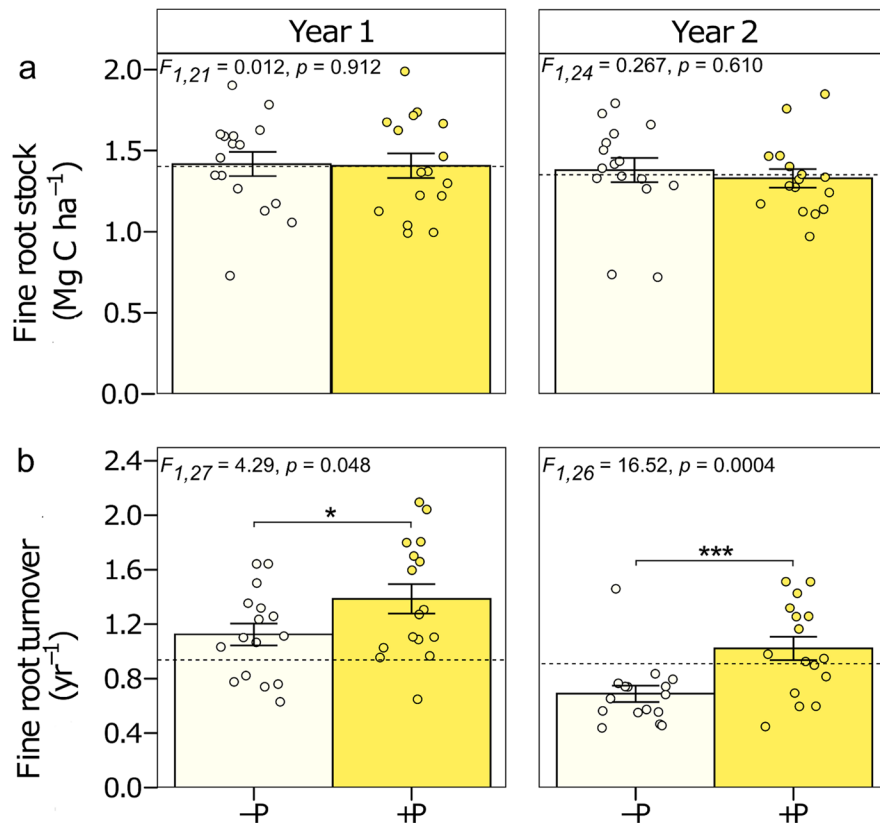 Year 1
Year 2
a
F1,21 = 0.012, p = 0.912
F1,24 = 0.267, p = 0.610
Fine root stock
(Mg C ha⁻¹)
2.0
1.5
1.0
0.5
0.0
b
F1,27 = 4.29, p = 0.048
F1,26 = 16.52, p = 0.0004
Fine root turnover
(yr⁻¹)
2.4
2.0
1.6
1.2
0.8
0.4
0.0
*
***
−P
+P
−P
+P